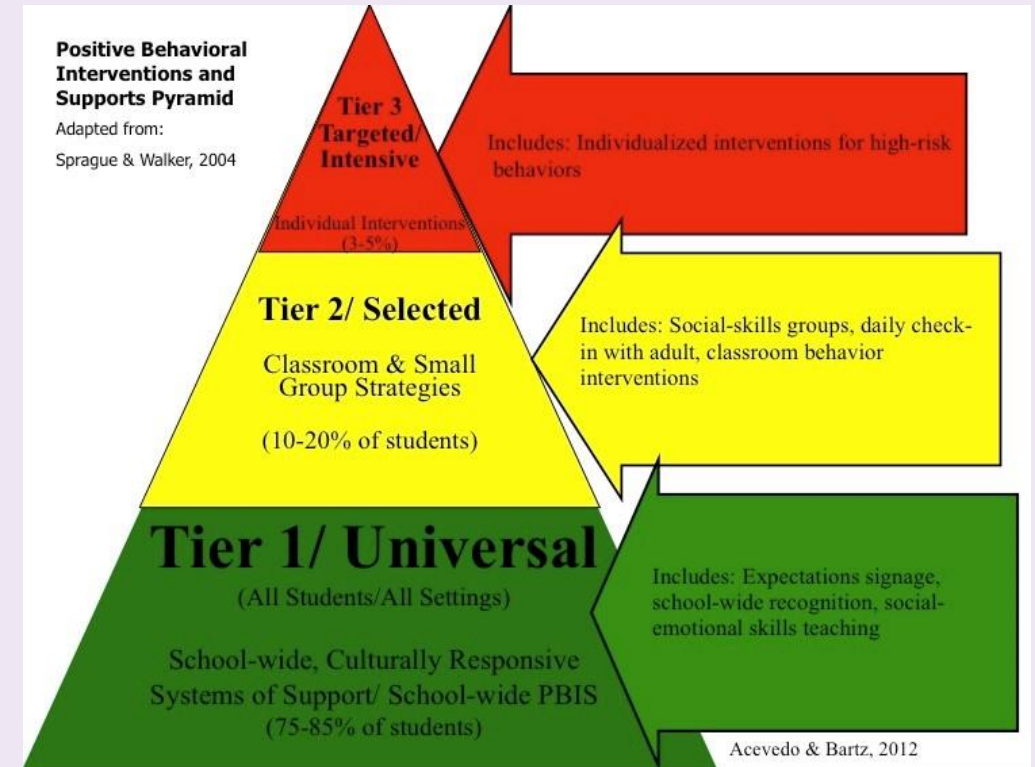 Positive Behavioral
Interventions and
Supports Pyramid
Adapted from:
Sprague & Walker, 2004
Tier 3
Targeted/
Intensive
Individual Interventions
(3-5%)
Includes: Individualized interventions for high-risk
behaviors
Tier 2/ Selected
Classroom & Small
Group Strategies
(10-20% of students)
Includes: Social-skills groups, daily check-
in with adult, classroom behavior
interventions
Tier 1/ Universal
(All Students/All Settings)
School-wide, Culturally Responsive
Systems of Support/ School-wide PBIS
(75-85% of students)
Includes: Expectations signage,
school-wide recognition, social-
emotional skills teaching
Acevedo & Bartz, 2012